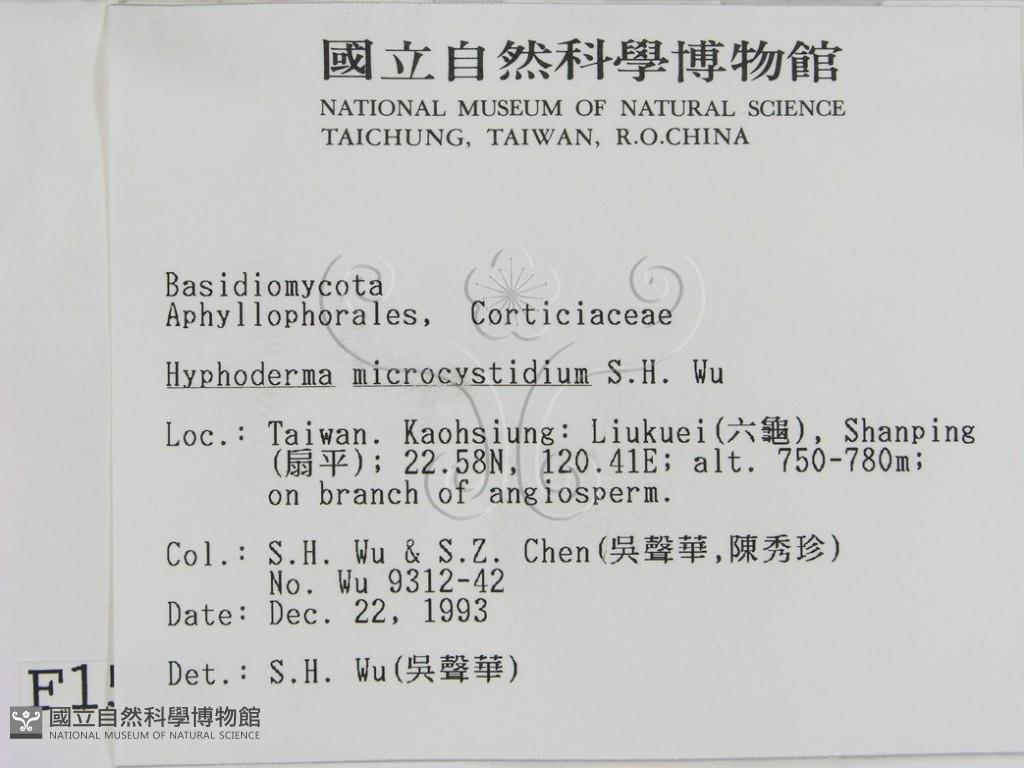 國立自然科學博物館
NATIONAL MUSEUM OF NATURAL SCIENCE
TAICHUNG, TAIWAN, R.O.CHINA
Basidiomycota
Aphyllophorales, Corticiaceae
Hyphoderma microcystidium S.H. Wu
Loc.: Taiwan. Kaohsiung: Liukuei(六龜), Shanping
(扇平); 22.58N, 120.41E; alt. 750-780m;
on branch of angiosperm.
Col.: S.H. Wu & S.Z. Chen(吳聲華,陳秀珍)
No. Wu 9312-42
Date: Dec. 22, 1993
Det.: S.H. Wu(吳聲華)
國立自然科學博物館
NATIONAL MUSEUM OF NATURAL SCIENCE